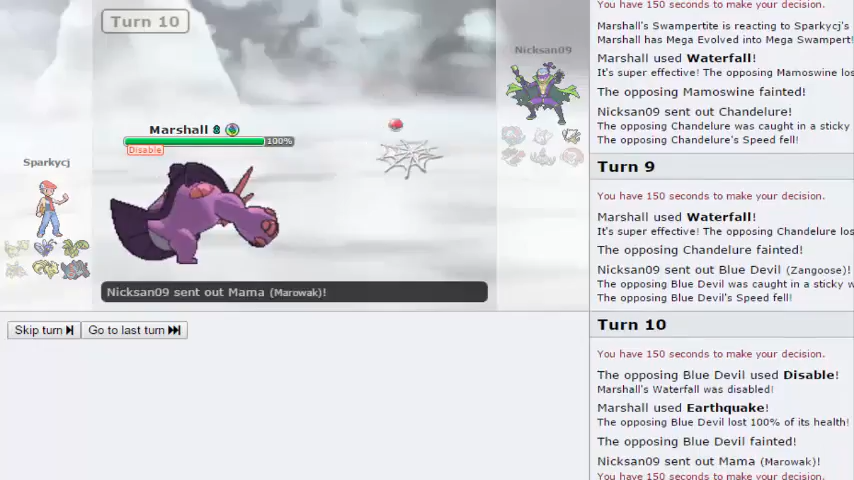 Turn 10
Nicksan09
Marshall 100%
Disable
Sparkycj
Nicksan09 sent out Mama (Marowak)!
Skip turn Go to last turn
You have 150 seconds to make your decision.
Marshall's Swampertite is reacting to Sparkycj's
Marshall has Mega Evolved into Mega Swampert!
Marshall used Waterfall!
It's super effective! The opposing Mamoswine los
The opposing Mamoswine fainted!
Nicksan09 sent out Chandelure!
The opposing Chandelure was caught in a sticky
The opposing Chandelure's Speed fell!
Turn 9
You have 150 seconds to make your decision.
Marshall used Waterfall!
It's super effective! The opposing Chandelure los
The opposing Chandelure fainted!
Nicksan09 sent out Blue Devil (Zangoose)!
The opposing Blue Devil was caught in a sticky w
The opposing Blue Devil's Speed fell!
Turn 10
You have 150 seconds to make your decision.
The opposing Blue Devil used Disable!
Marshall's Waterfall was disabled!
Marshall used Earthquake!
The opposing Blue Devil lost 100% of its health!
The opposing Blue Devil fainted!
Nicksan09 sent out Mama (Marowak)!
You have 150 seconds to make your decision.